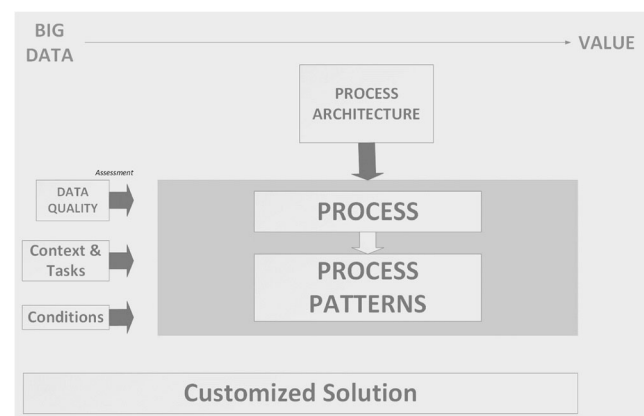 BIG
DATA
VALUE
PROCESS
ARCHITECTURE
Assessment
DATA
QUALITY
PROCESS
Context &
Tasks
PROCESS
PATTERNS
Conditions
Customized Solution